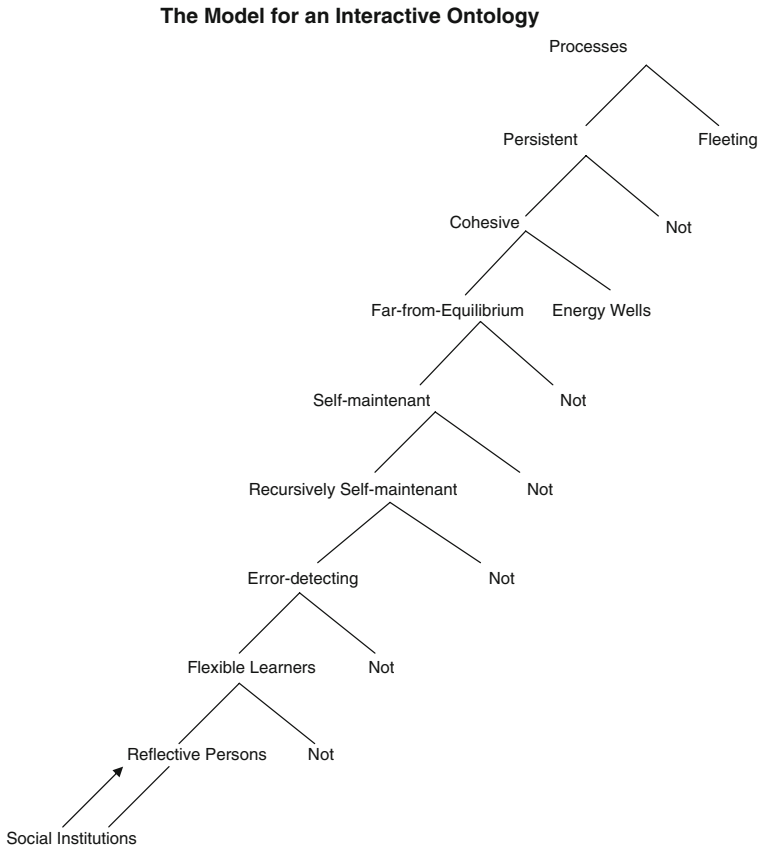 The Model for an Interactive Ontology
Processes
Persistent
Fleeting
Cohesive
Not
Far-from-Equilibrium
Energy Wells
Self-maintenant
Not
Recursively Self-maintenant
Not
Error-detecting
Not
Flexible Learners
Not
Reflective Persons
Not
Social Institutions